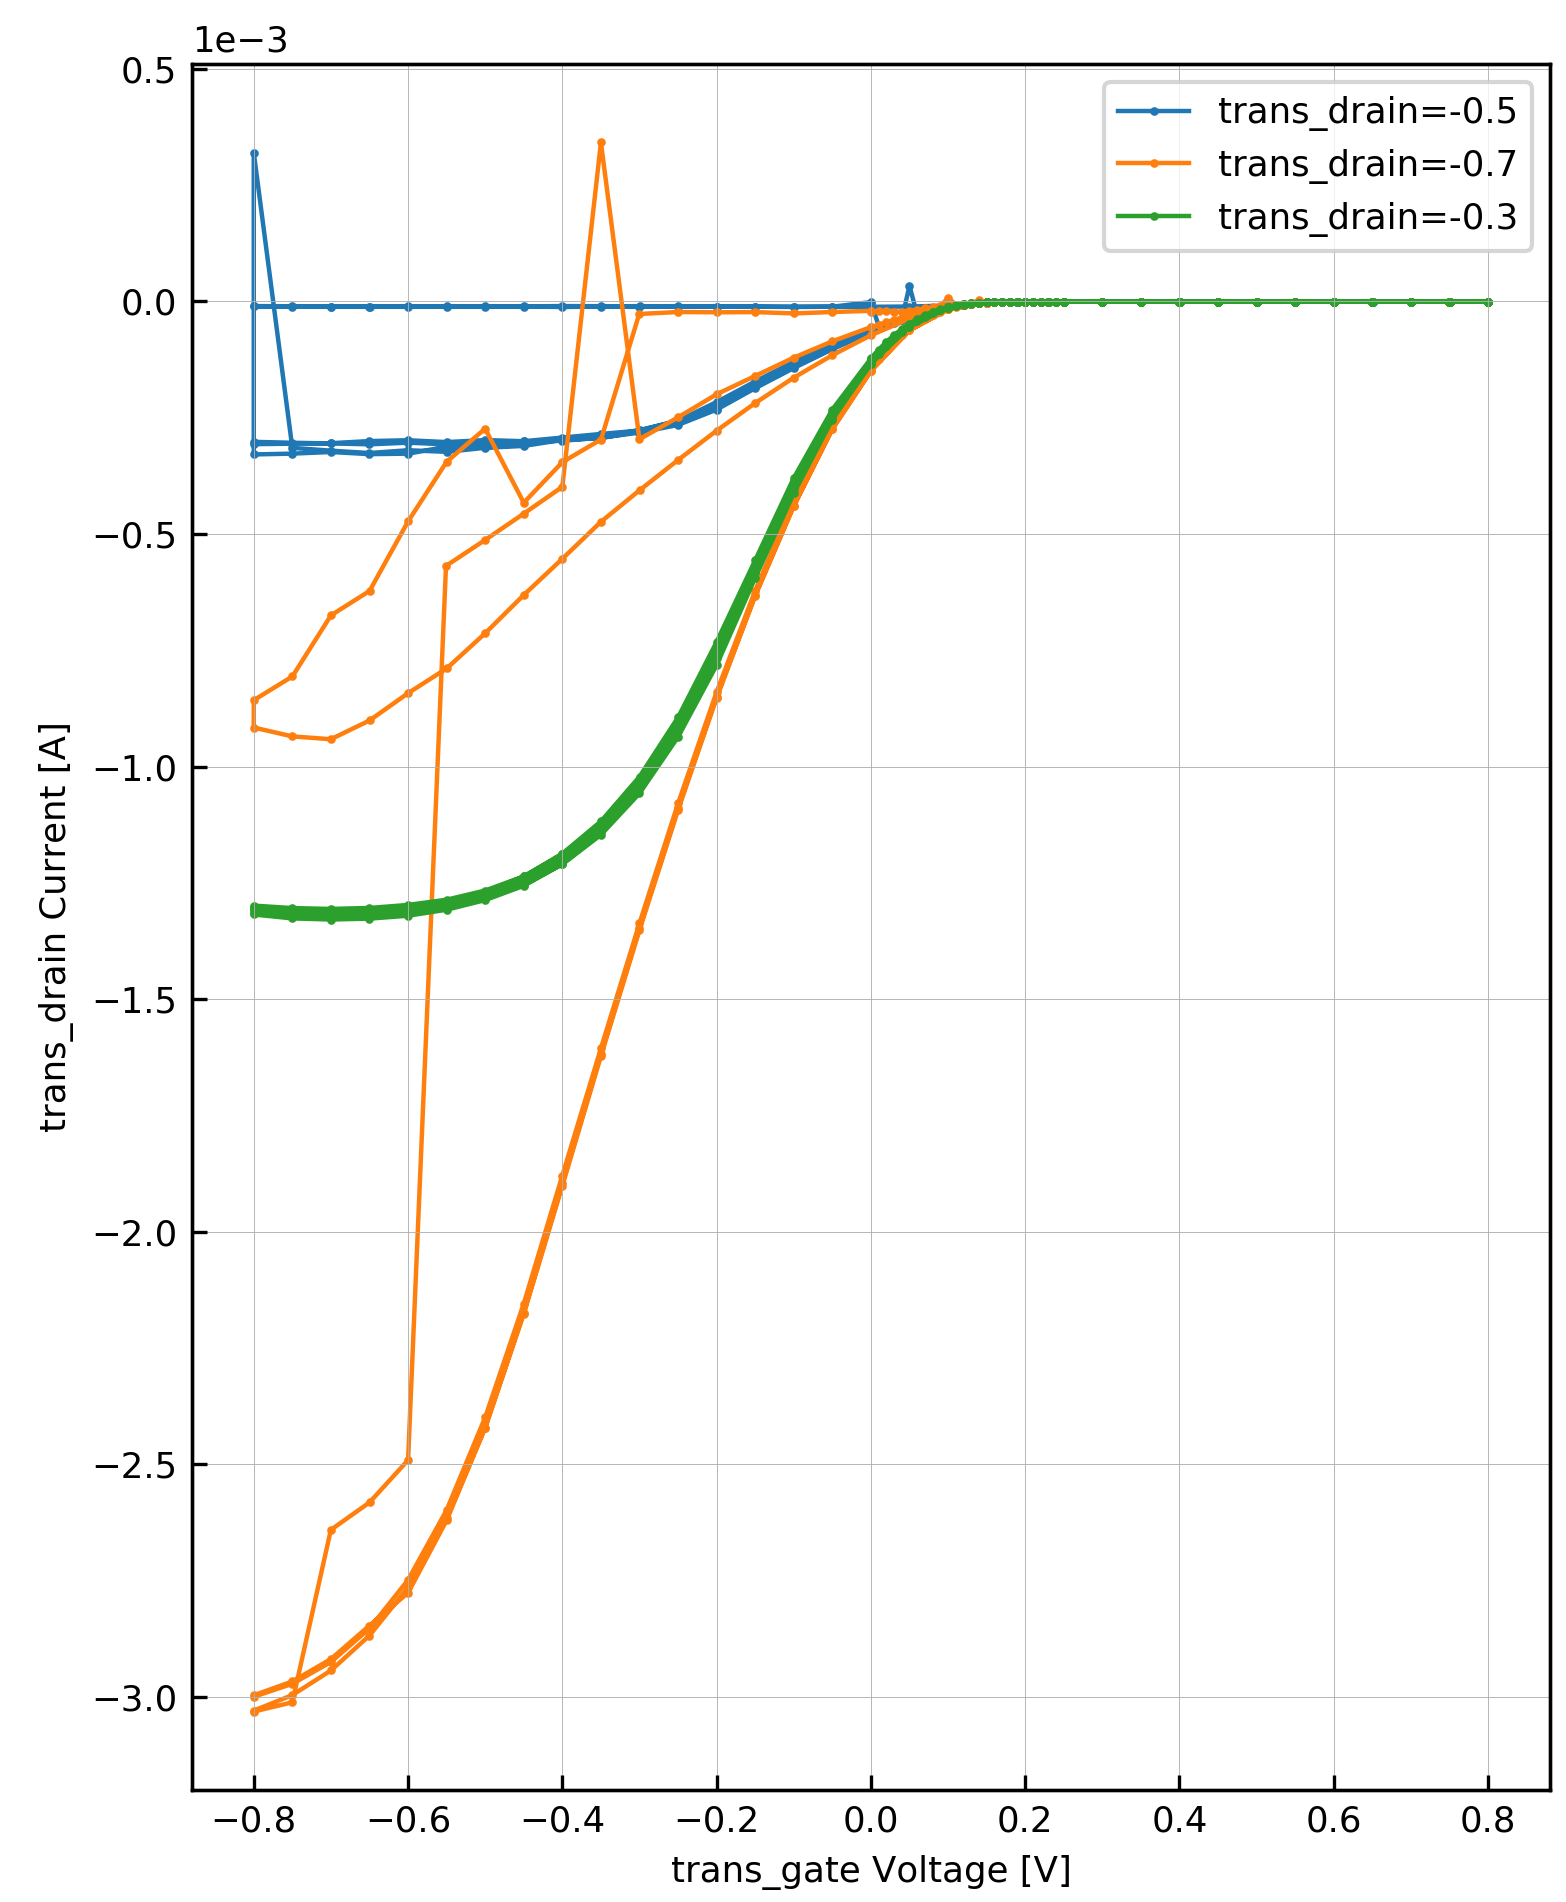 1e−3
0.5
0.0
−0.5
−1.0
−1.5
−2.0
−2.5
−3.0
trans_drain Current [A]
trans_drain=-0.5
trans_drain=-0.7
trans_drain=-0.3
−0.8 −0.6 −0.4 −0.2 0.0 0.2 0.4 0.6 0.8
trans_gate Voltage [V]